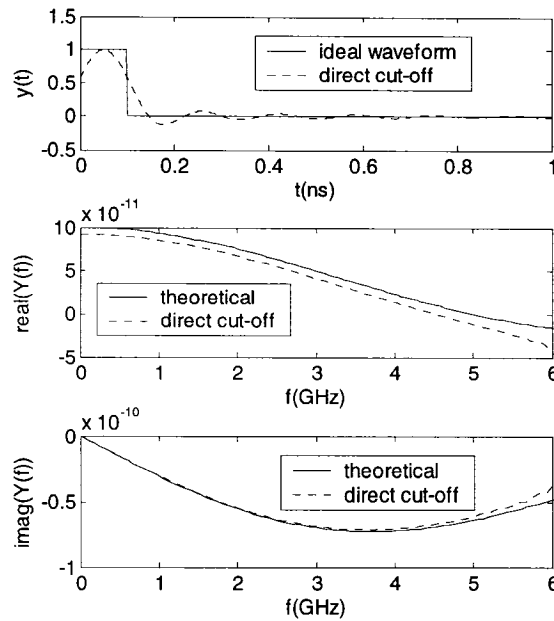 1.5
1
0.5
0
-0.5
y(t)
ideal waveform
direct cut-off
0 0.2 0.4 0.6 0.8 1
t(ns)
x 10-11
10
5
0
-5
real(Y(f))
theoretical
direct cut-off
0 1 2 3 4 5 6
f(GHz)
x 10-10
0
-0.5
-1
imag(Y(f))
theoretical
direct cut-off
0 1 2 3 4 5 6
f(GHz)